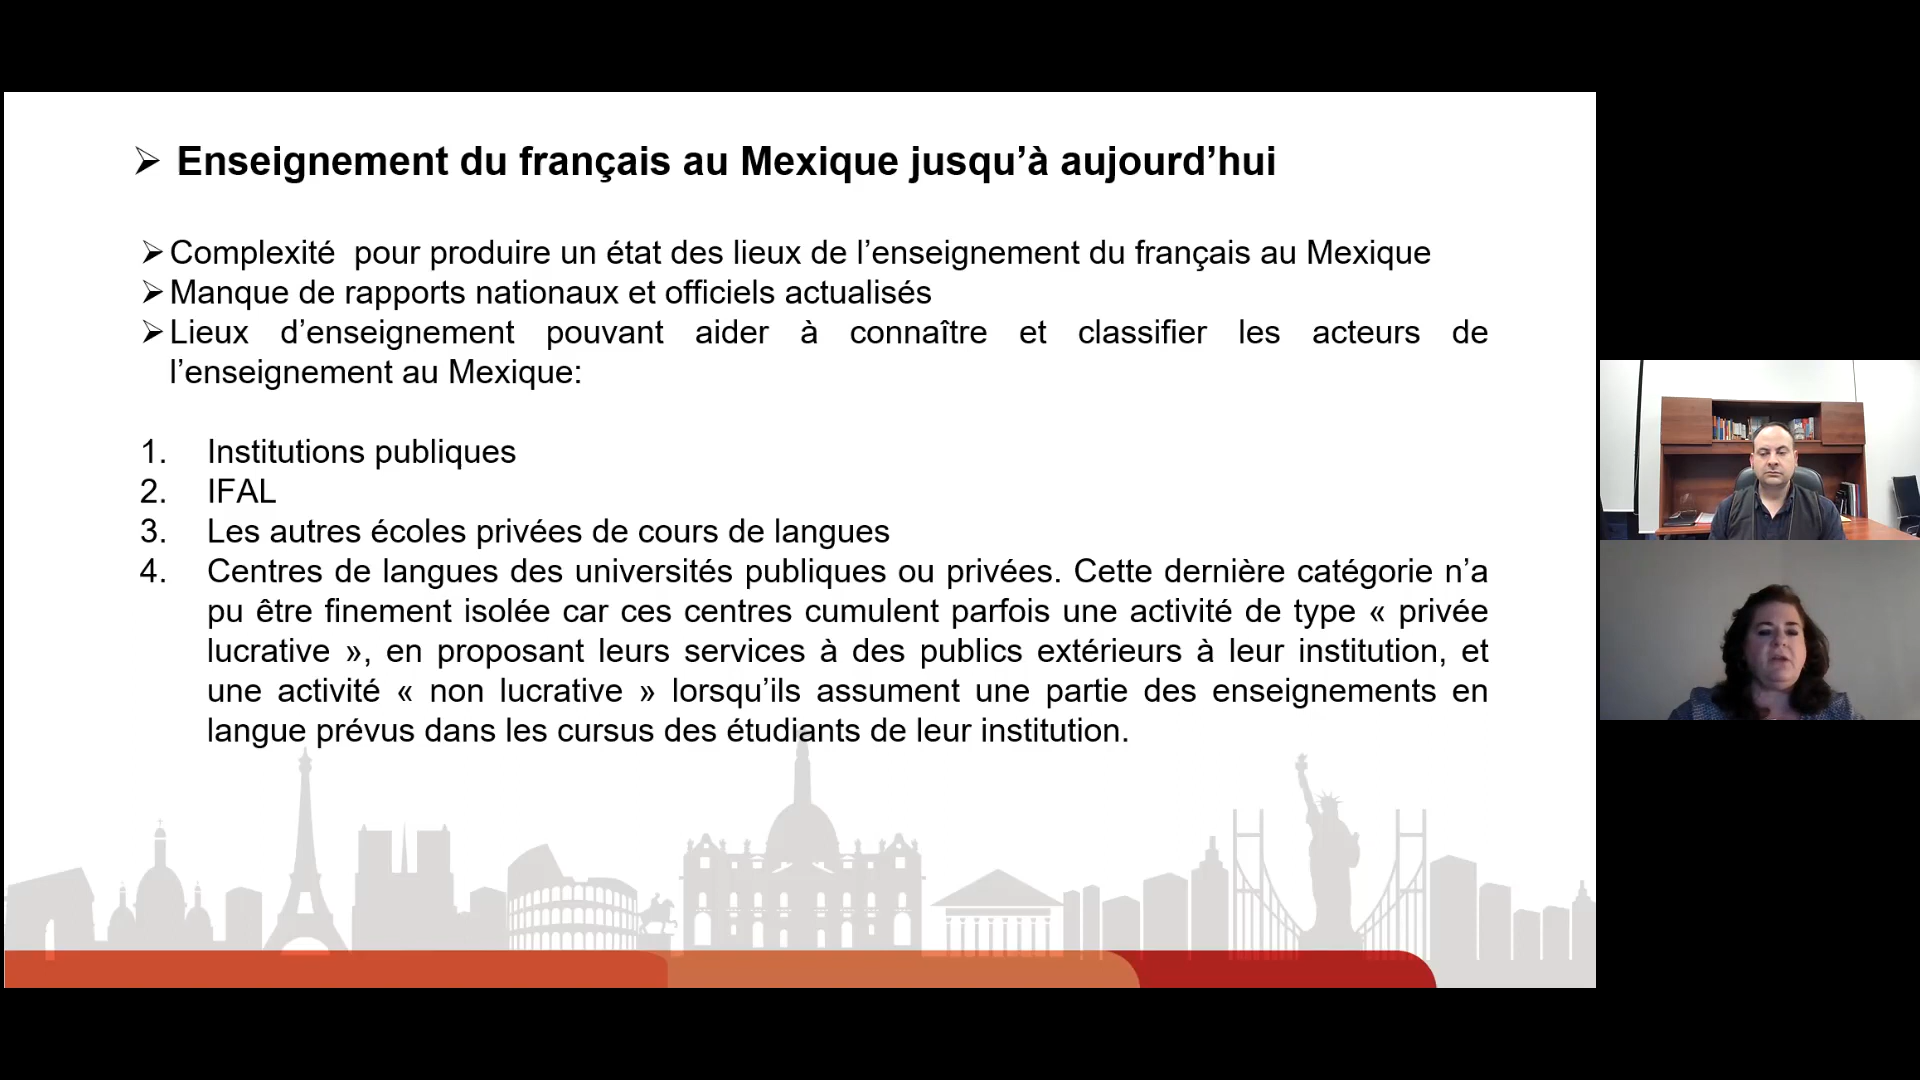 Enseignement du français au Mexique jusqu’à aujourd’hui
Complexité pour produire un état des lieux de l’enseignement du français au Mexique
Manque de rapports nationaux et officiels actualisés
Lieux d’enseignement pouvant aider à connaître et classifier les acteurs de
l’enseignement au Mexique:
1. Institutions publiques
2. IFAL
3. Les autres écoles privées de cours de langues
4. Centres de langues des universités publiques ou privées. Cette dernière catégorie n’a
pu être finement isolée car ces centres cumulent parfois une activité de type « privée
lucrative », en proposant leurs services à des publics extérieurs à leur institution, et
une activité « non lucrative » lorsqu’ils assument une partie des enseignements en
langue prévus dans les cursus des étudiants de leur institution.